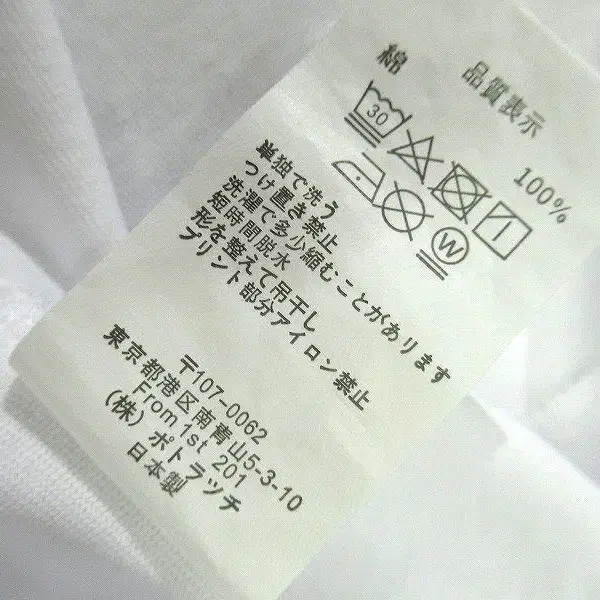 品質表示
綿 100%
30
W
単独で洗う
つけ置き禁止
洗濯で多少縮むことがあります
短時間脱水
形を整えて吊干し
プリント部分アイロン禁止
〒107-0062
東京都港区南青山5-3-10
From 1st 201
(株) ポトラッチ
日本製